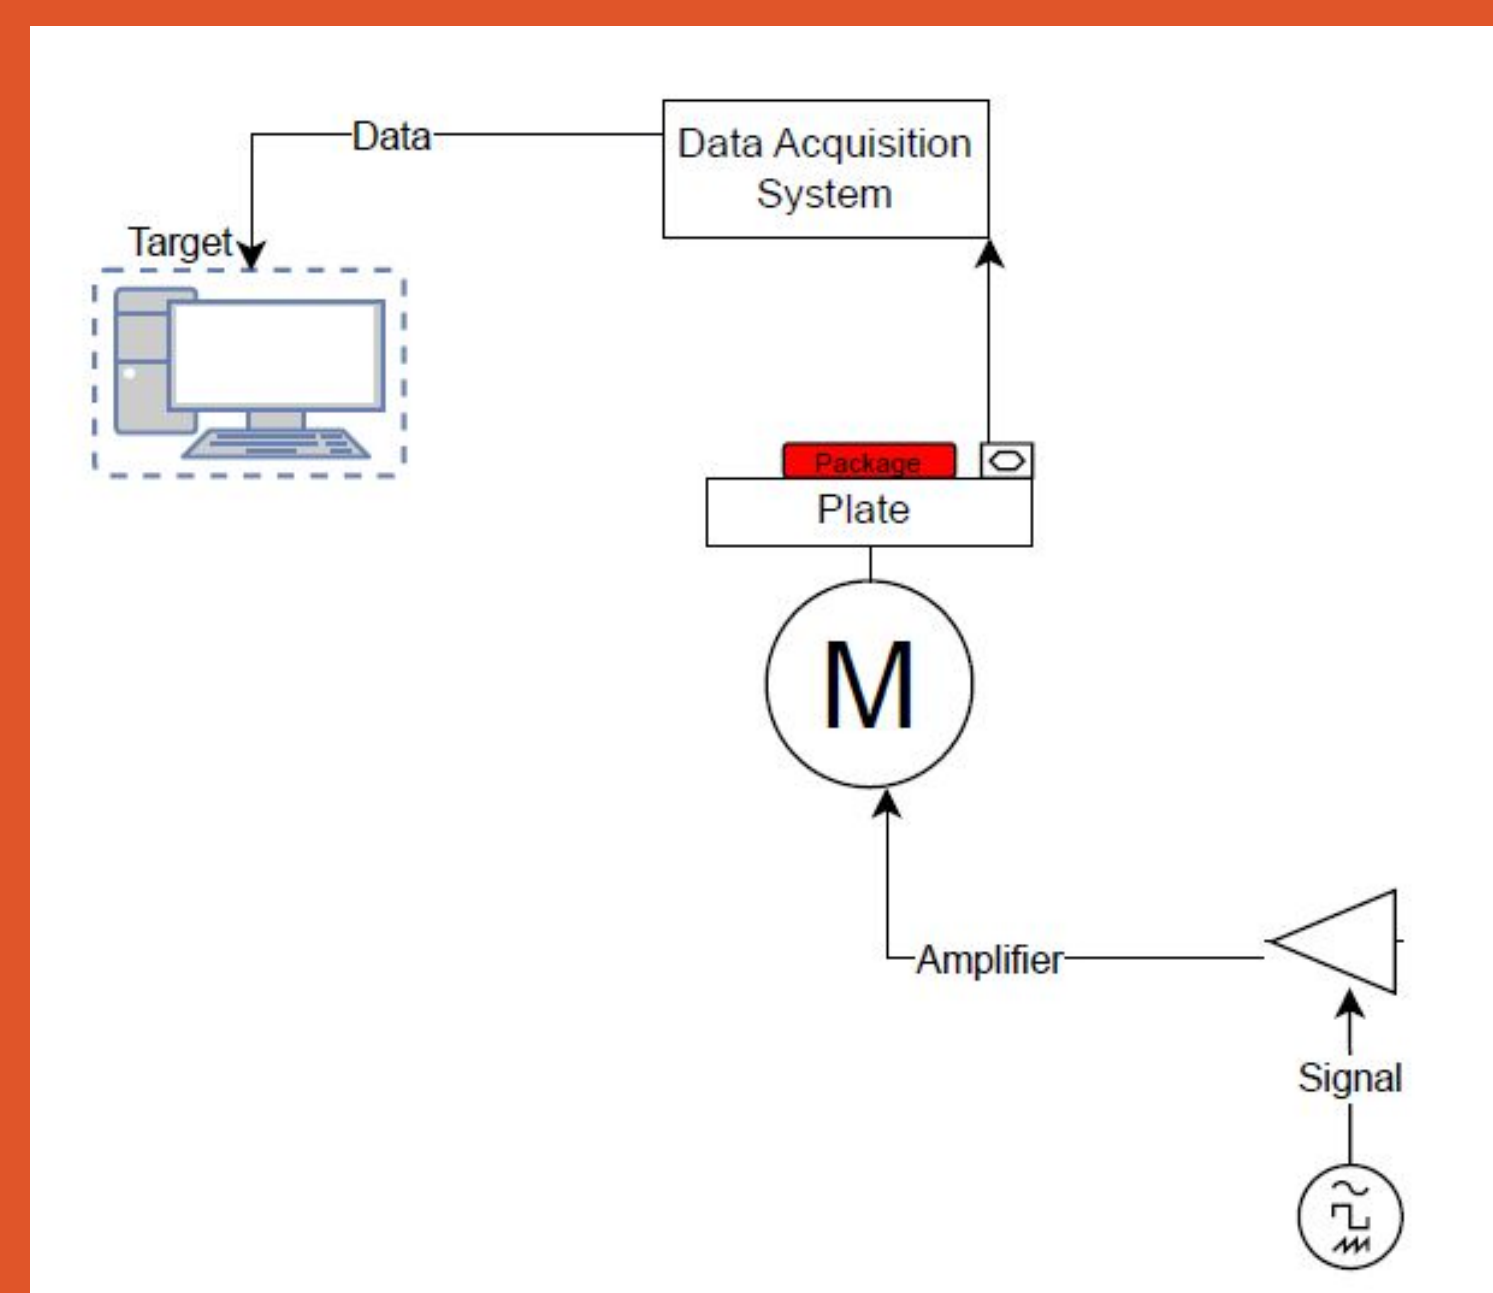 Data
Data Acquisition
System
Target
Package
Plate
M
Amplifier
Signal